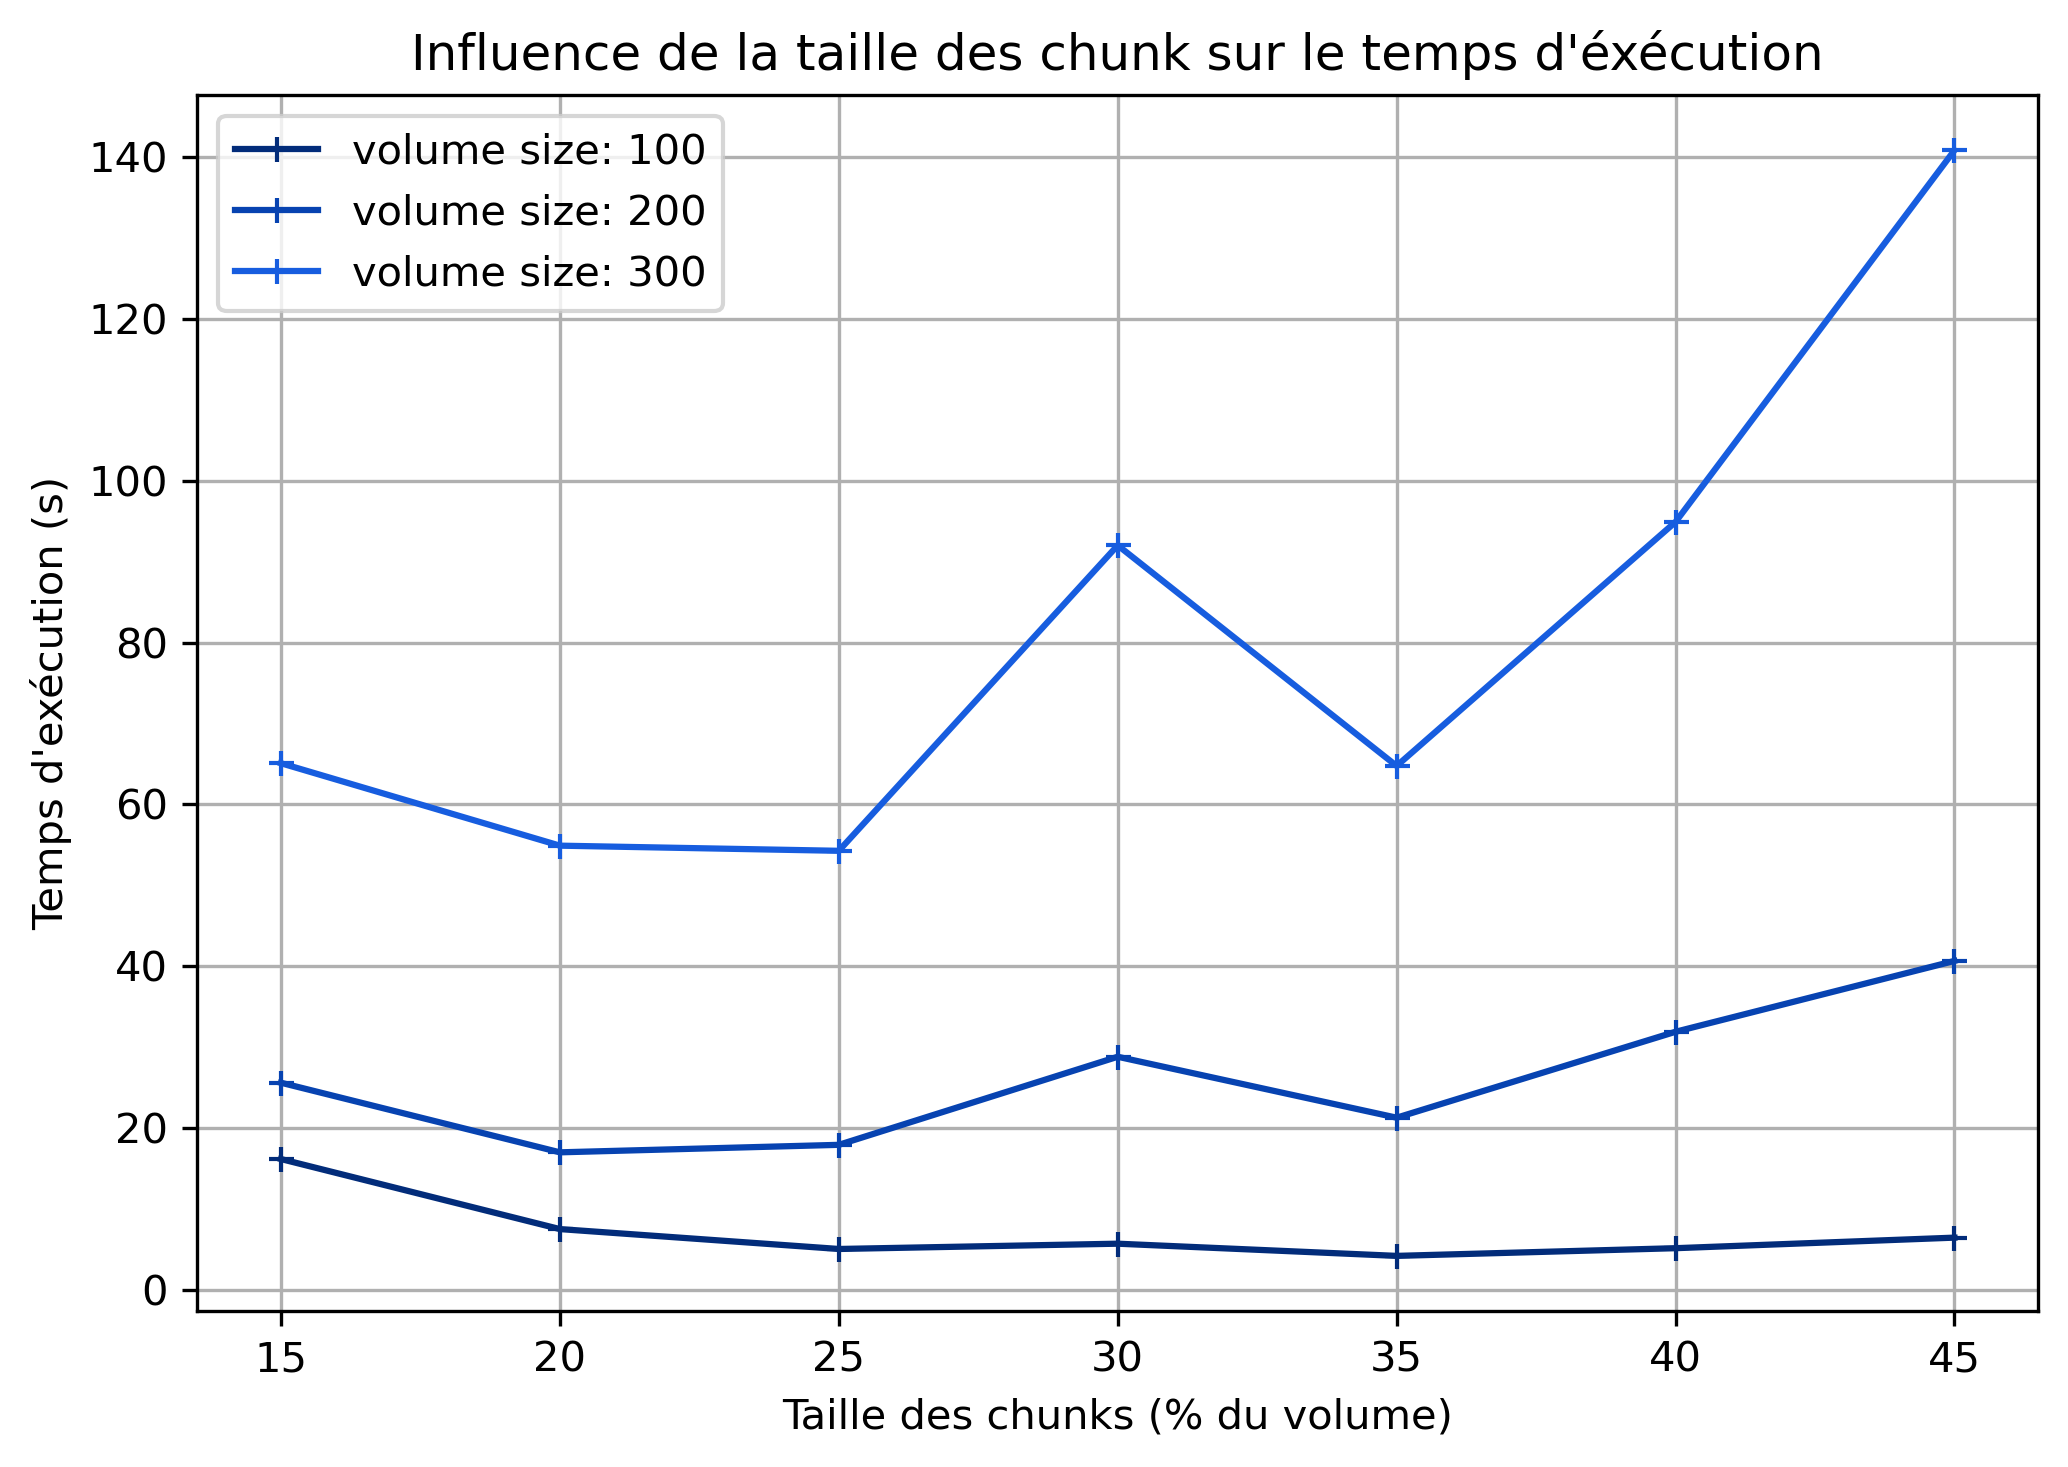 Influence de la taille des chunk sur le temps d'éxécution
volume size: 100
volume size: 200
volume size: 300
140
120
100
80
60
40
20
0
Temps d'exécution (s)
15 20 25 30 35 40 45
Taille des chunks (% du volume)